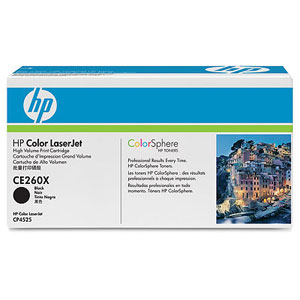 hp
HP Color LaserJet
High Volume Print Cartridge
Cartouche d'impression Grand Volume
Cartucho de Alto Volumen
CE260X
Black
Noir
Tinta Negra
黑色
HP Color LaserJet
CP4525
ColorSphere
HP TONERS
Professional Results Every Time.
HP ColorSphere Toners.
Les toners HP ColorSphere : des résultats
professionnels à chaque impression.
Resultados profesionales en todo
momento. Tóner HP ColorSphere.